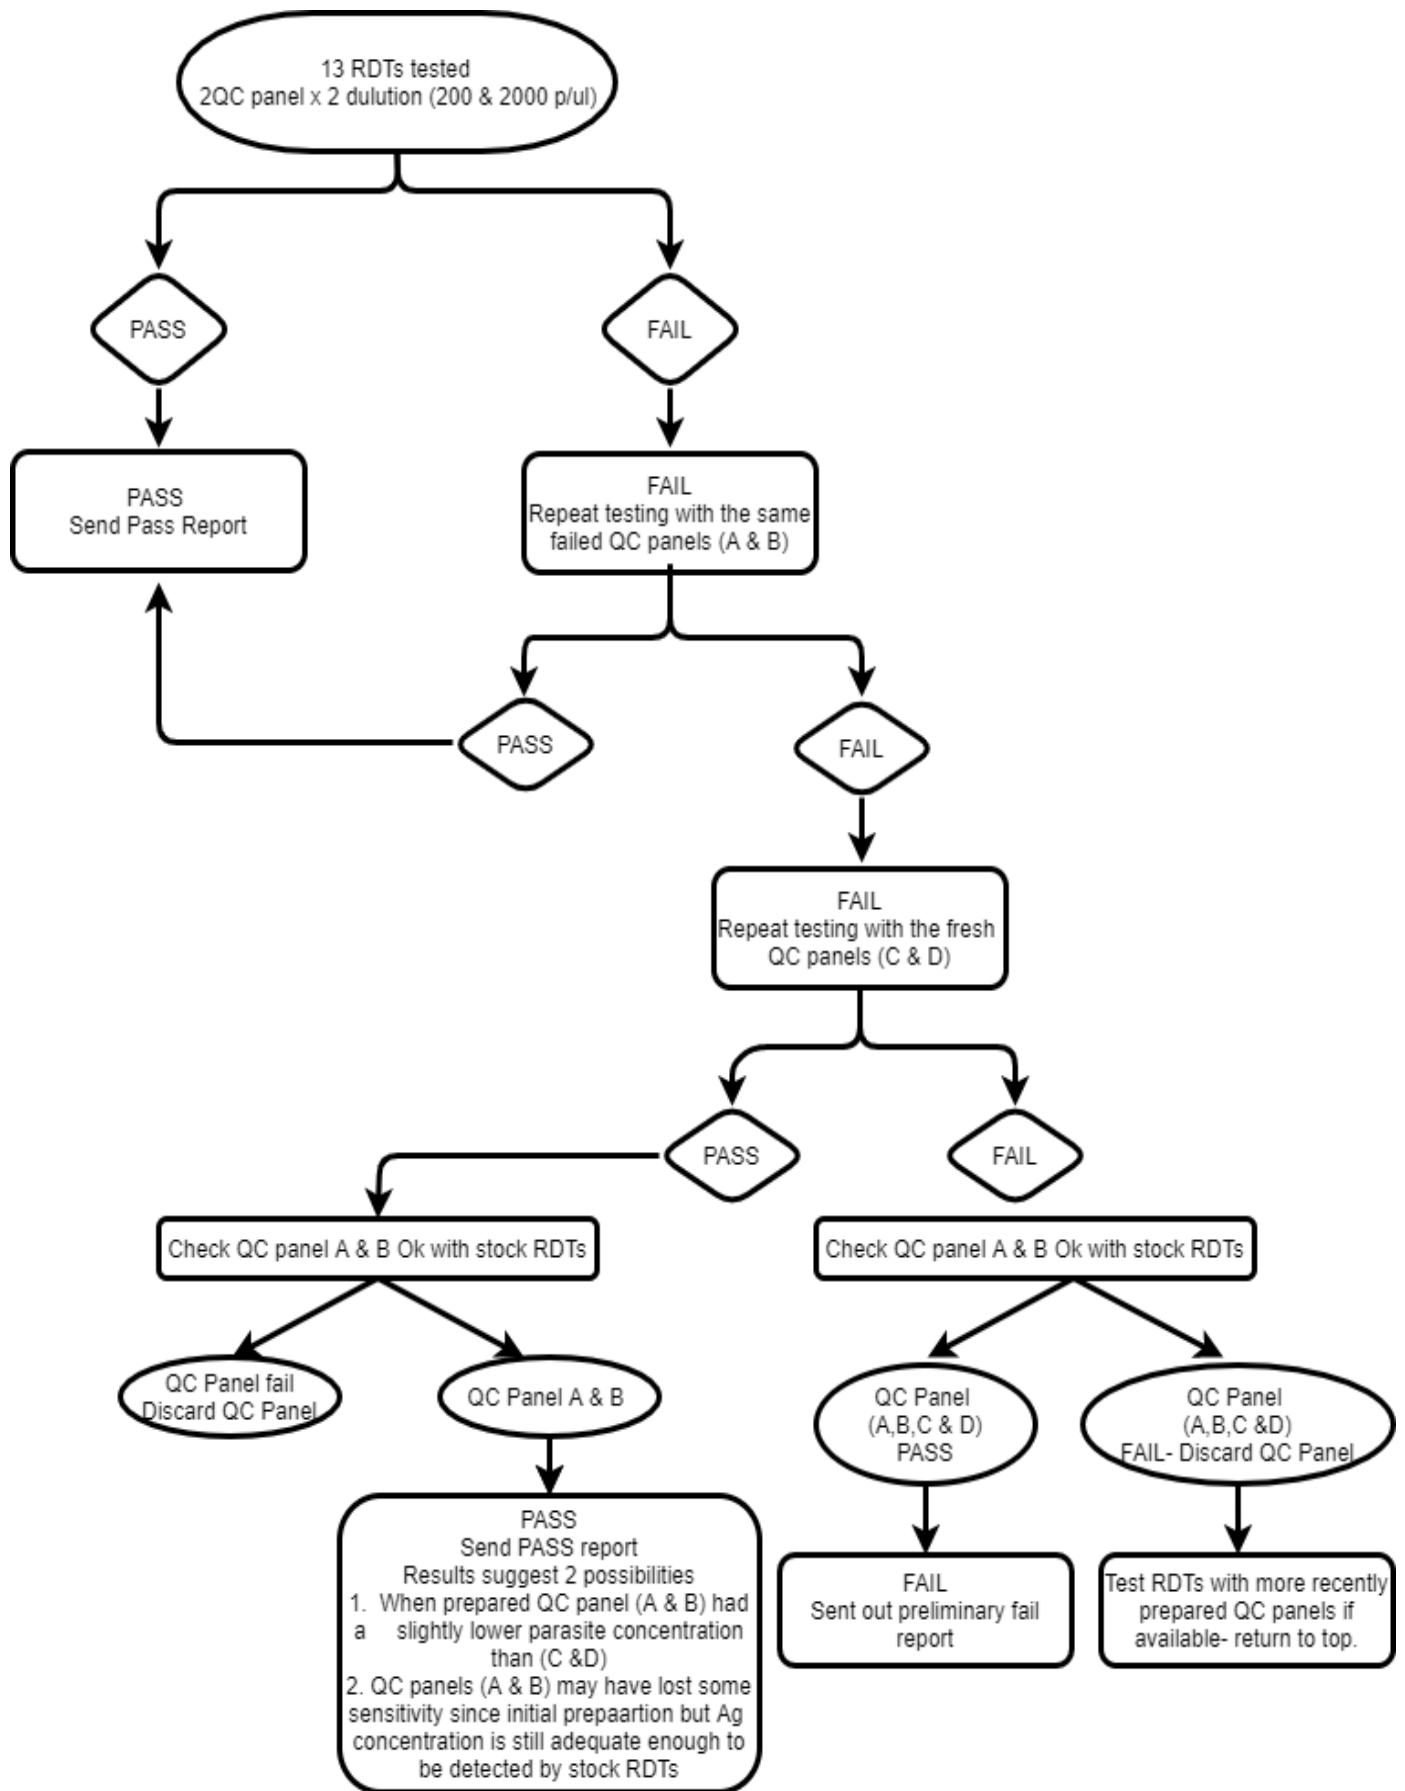 13 RDTs tested
2QC panel x 2 dulution (200 & 2000 p/ul)
PASS
FAIL
PASS
Send Pass Report
FAIL
Repeat testing with the same
failed QC panels (A & B)
PASS
FAIL
FAIL
Repeat testing with the fresh
QC panels (C & D)
PASS
FAIL
Check QC panel A & B Ok with stock RDTs
Check QC panel A & B Ok with stock RDTs
QC Panel fail
Discard QC Panel
QC Panel A & B
QC Panel
(A,B,C & D)
PASS
QC Panel
(A,B,C &D)
FAIL- Discard QC Panel
PASS
Send PASS report
Results suggest 2 possibilities
1. When prepared QC panel (A & B) had
a slightly lower parasite concentration
than (C &D)
2. QC panels (A & B) may have lost some
sensitivity since initial prepaartion but Ag
concentration is still adequate enough to
be detected by stock RDTs
FAIL
Sent out preliminary fail
report
Test RDTs with more recently
prepared QC panels if
available- return to top.